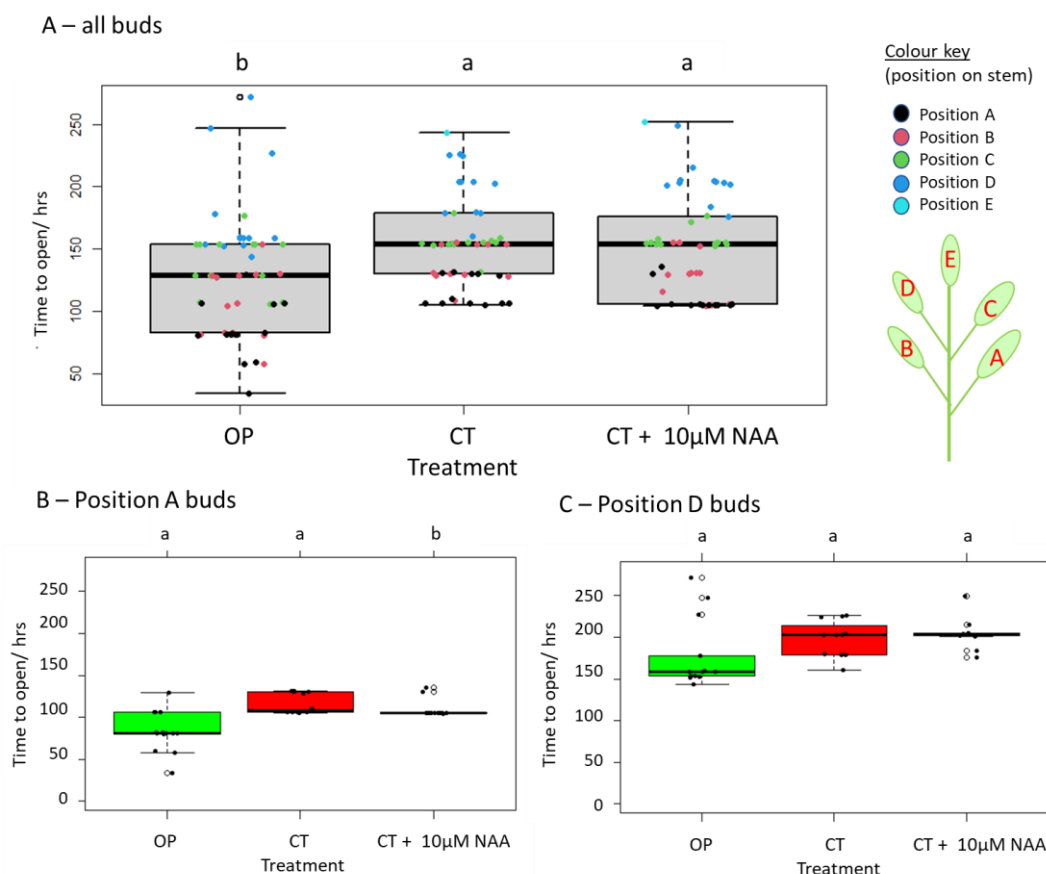 A – all buds
b a a
Time to open/ hrs
250
200
150
100
50
OP CT CT + 10μM NAA
Treatment
Colour key
(position on stem)
Position A
Position B
Position C
Position D
Position E
E
D
C
B
A
B – Position A buds
a a b
Time to open/ hrs
250
200
150
100
50
0
OP CT CT + 10μM NAA
Treatment
C – Position D buds
a a a
Time to open/ hrs
250
200
150
100
50
0
OP CT CT + 10μM NAA
Treatment